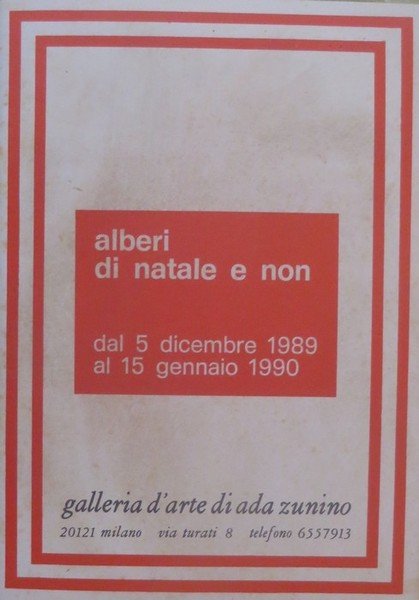 alberi
di natale e non
dal 5 dicembre 1989
al 15 gennaio 1990
galleria d'arte di ada zunino
20121 milano via turati 8 telefono 6557913